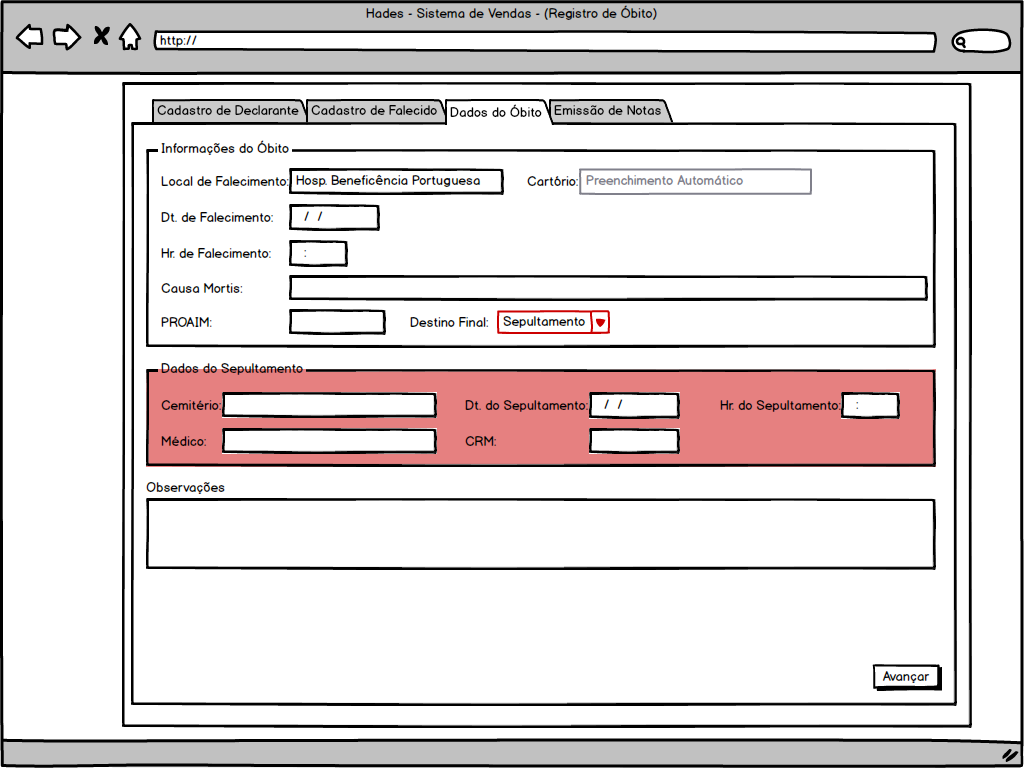 Hades - Sistema de Vendas - (Registro de Óbito)
http://
Cadastro de Declarante Cadastro de Falecido Dados do Óbito Emissão de Notas
Informações do Óbito
Local de Falecimento: Hosp. Beneficência Portuguesa Cartório: Preenchimento Automático
Dt. de Falecimento: / /
Hr. de Falecimento: :
Causa Mortis:
PROAIM: Destino Final: Sepultamento
Dados do Sepultamento
Cemitério: Dt. do Sepultamento: / / Hr. do Sepultamento: :
Médico: CRM:
Observações
Avançar